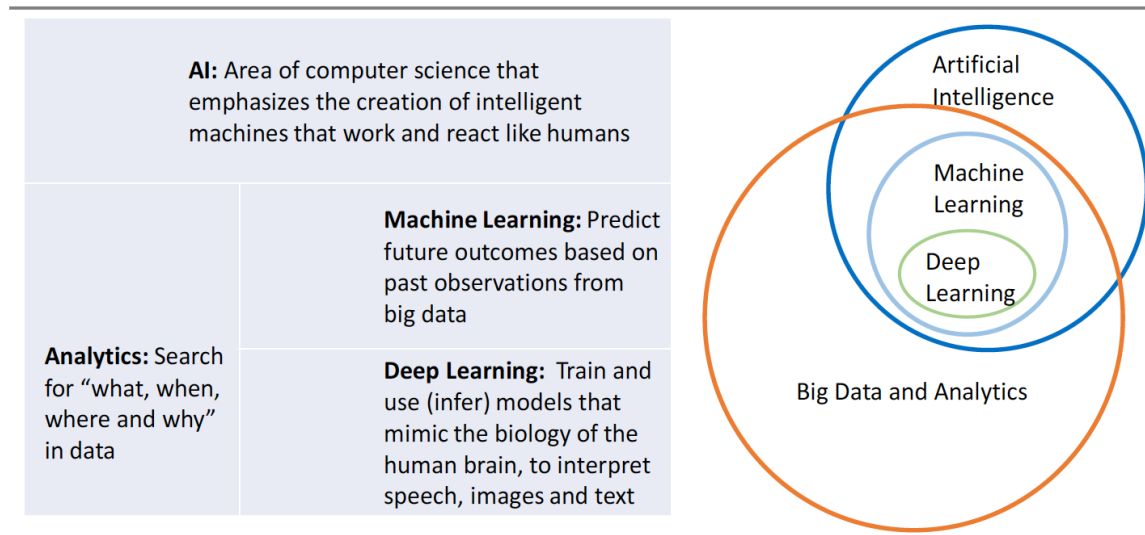 AI: Area of computer science that
emphasizes the creation of intelligent
machines that work and react like humans
Machine Learning: Predict
future outcomes based on
past observations from
big data
Analytics: Search
for “what, when,
where and why”
in data
Deep Learning:  Train and
use (infer) models that
mimic the biology of the
human brain, to interpret
speech, images and text
Artificial
Intelligence
Machine
Learning
Deep
Learning
Big Data and Analytics